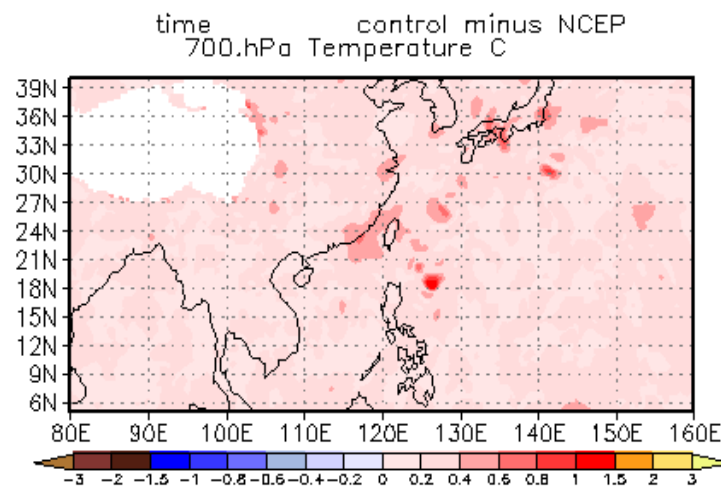 time control minus NCEP
700.hPa Temperature C
39N
36N
33N
30N
27N
24N
21N
18N
15N
12N
9N
6N
80E 90E 100E 110E 120E 130E 140E 150E 160E
-3 -2 -1.5 -1 -0.8 -0.6 -0.4 -0.2 0 0.2 0.4 0.6 0.8 1 1.5 2 3